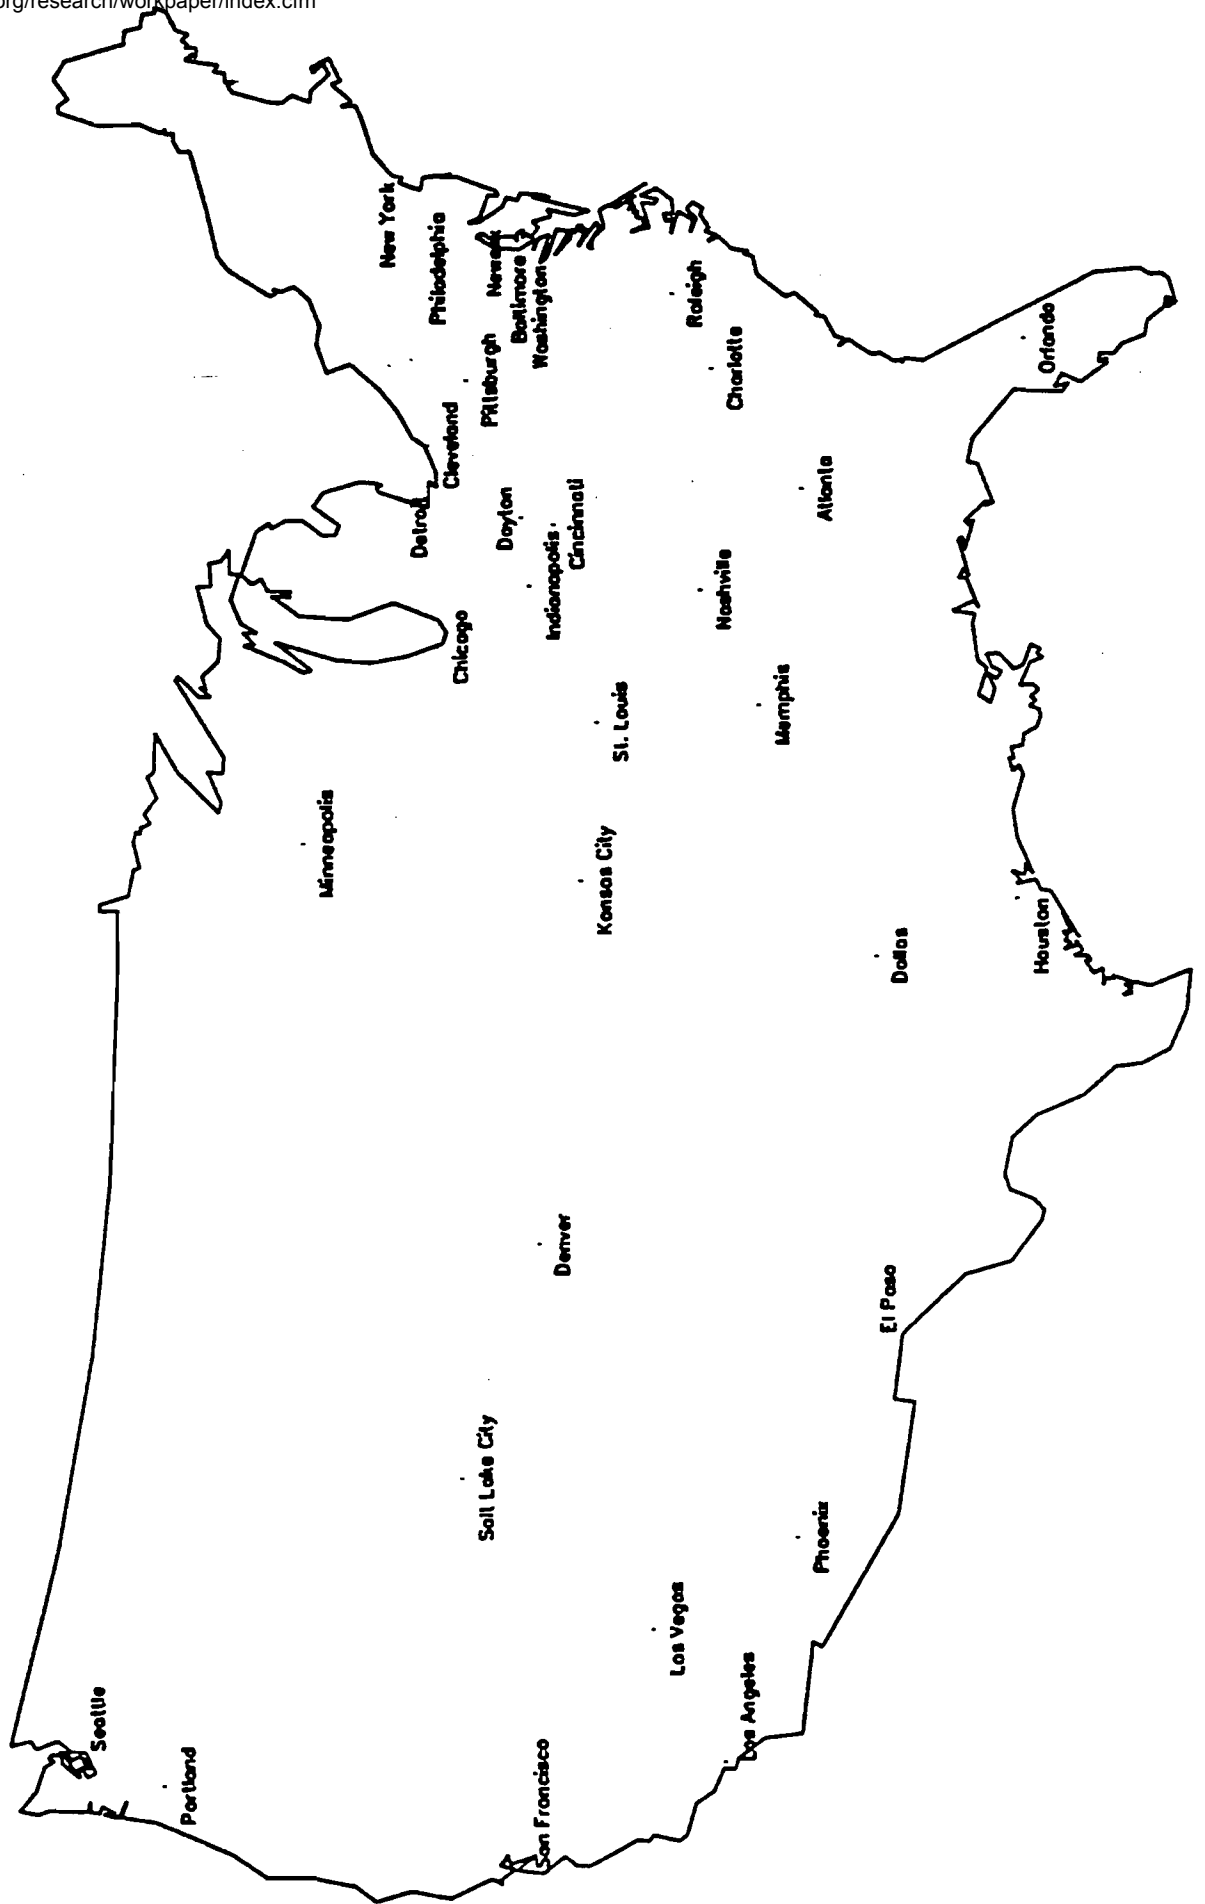 org/research/workpaper/index.cfm
Seattle
Portland
San Francisco
Los Angeles
Las Vegas
Phoenix
Salt Lake City
Denver
El Paso
Minneapolis
Kansas City
Dallas
Houston
Chicago
St. Louis
Memphis
Nashville
Detroit
Cleveland
Dayton
Indianapolis
Cincinnati
Atlanta
New York
Philadelphia
Newark
Baltimore
Washington
Pittsburgh
Raleigh
Charlotte
Orlando